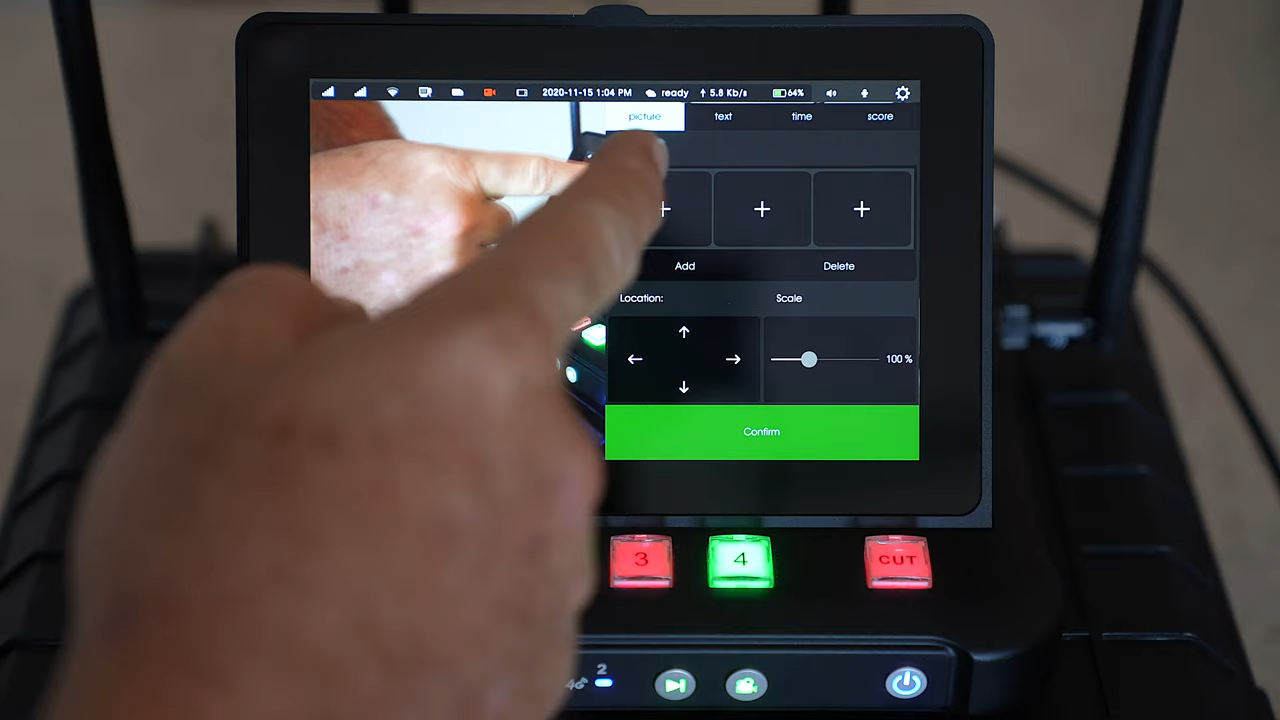 2020-11-15 1:04 PM ready ↑ 5.8 Kb/s 64%
picture text time score
+ + +
Add Delete
Location: Scale
100 %
Confirm
3 4 CUT
2
4G